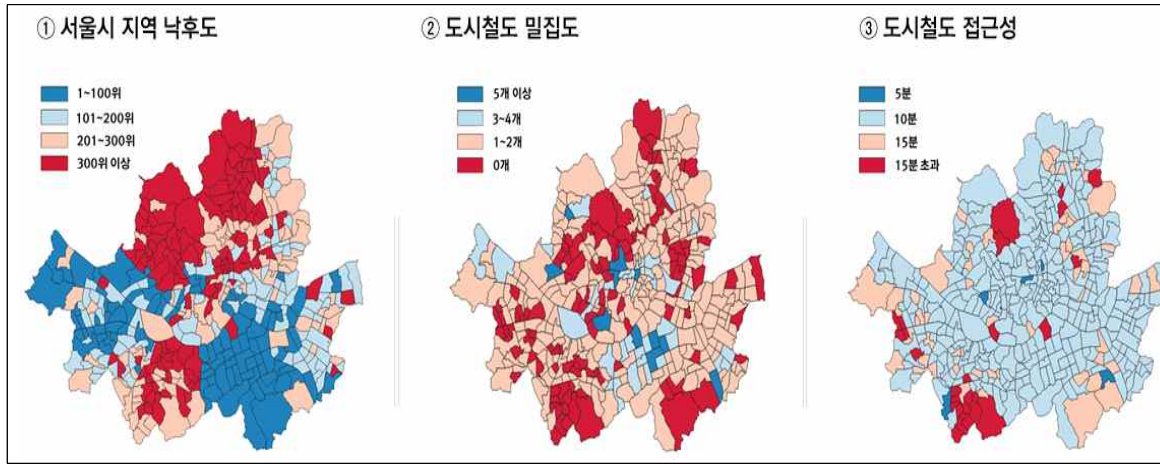 ① 서울시 지역 낙후도
1~100위
101~200위
201~300위
300위 이상
② 도시철도 밀집도
5개 이상
3~4개
1~2개
0개
③ 도시철도 접근성
5분
10분
15분
15분 초과